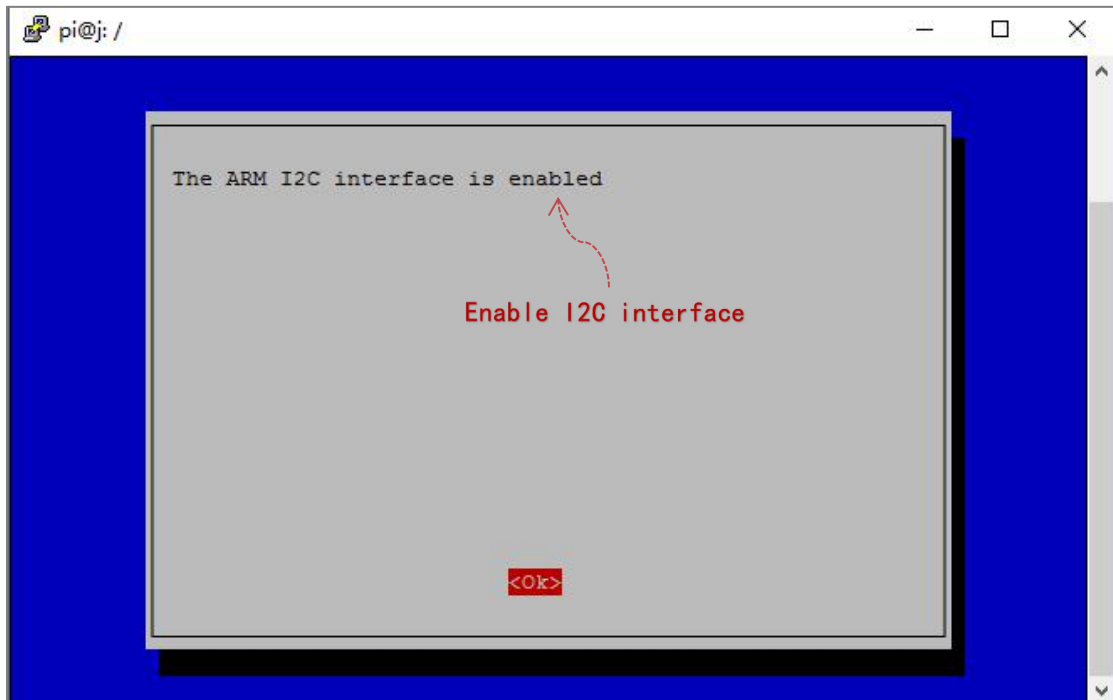 pi@j: /
The ARM I2C interface is enabled
Enable I2C interface
<Ok>